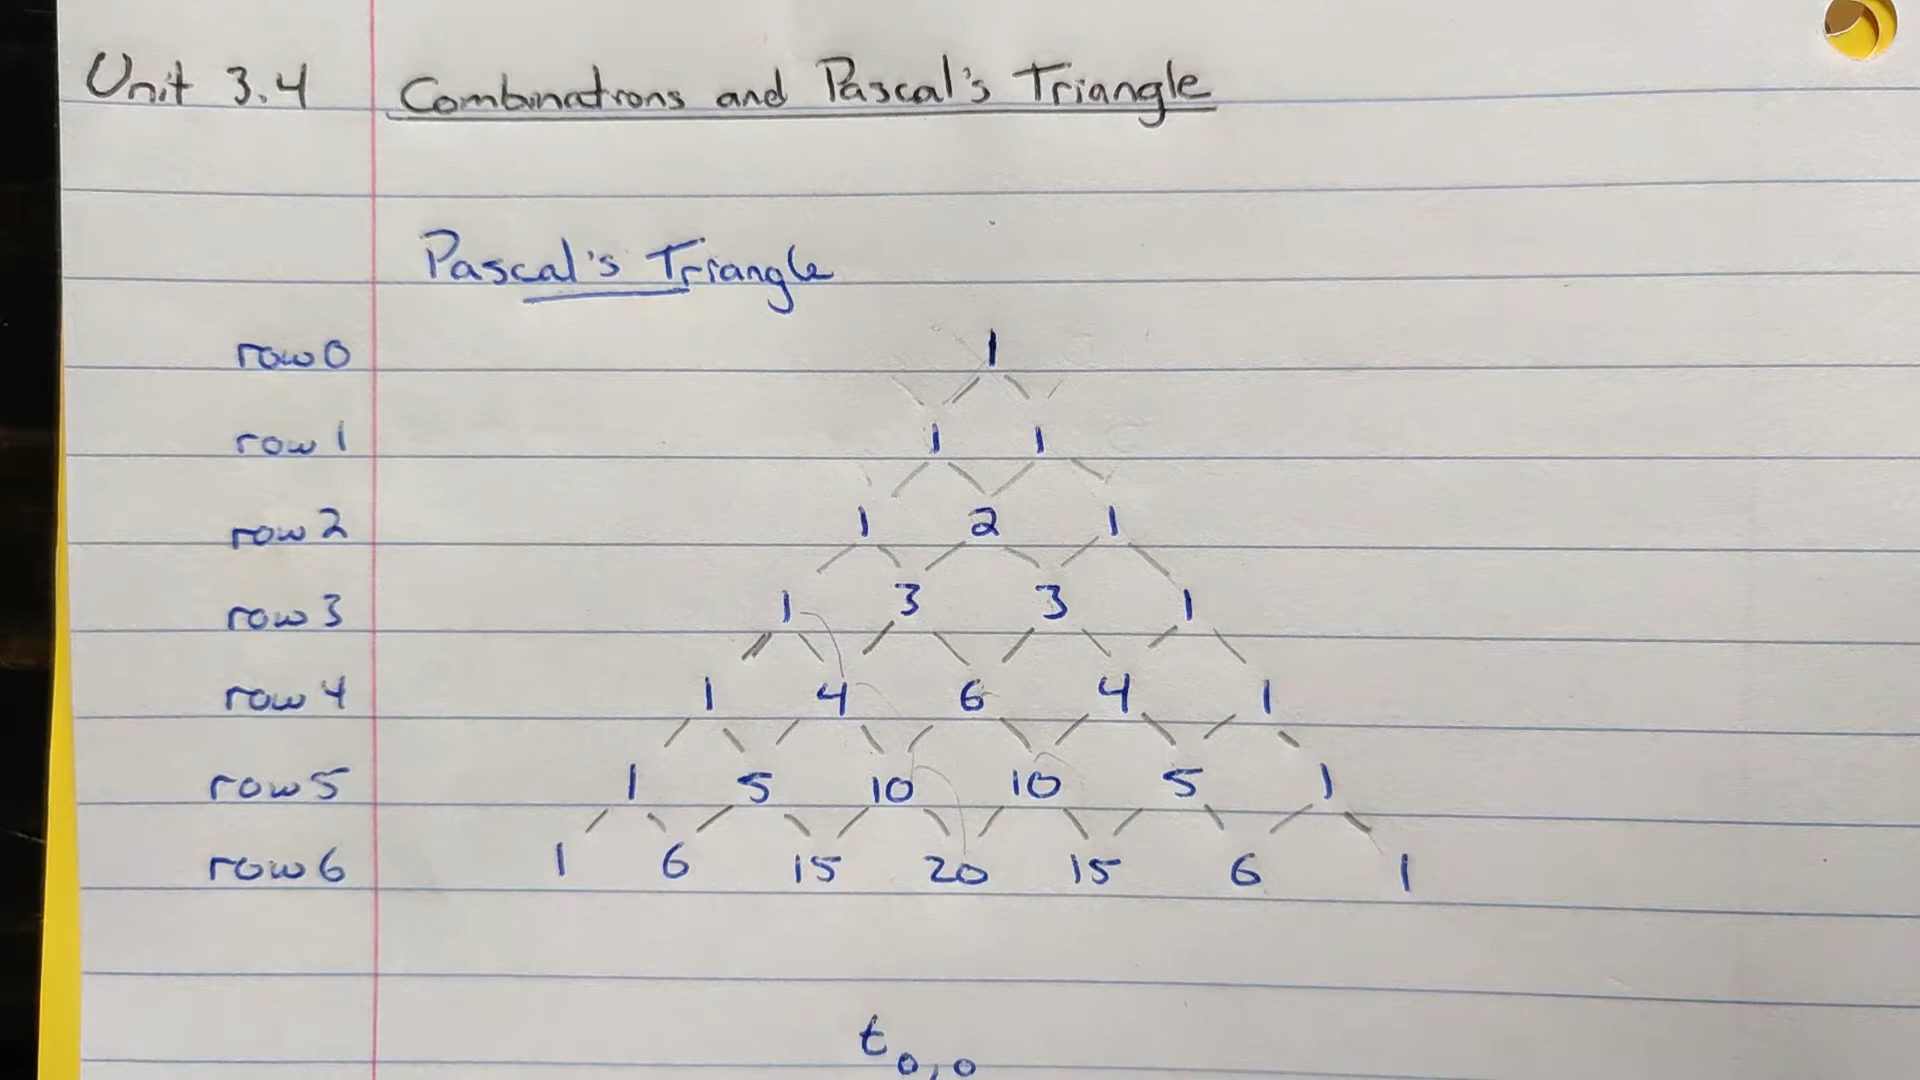 Unit 3.4 Combinations and Pascal's Triangle
Pascal's Triangle
row 0 1
row 1 1 1
row 2 1 2 1
row 3 1 3 3 1
row 4 1 4 6 4 1
row 5 1 5 10 10 5 1
row 6 1 6 15 20 15 6 1
t0,0